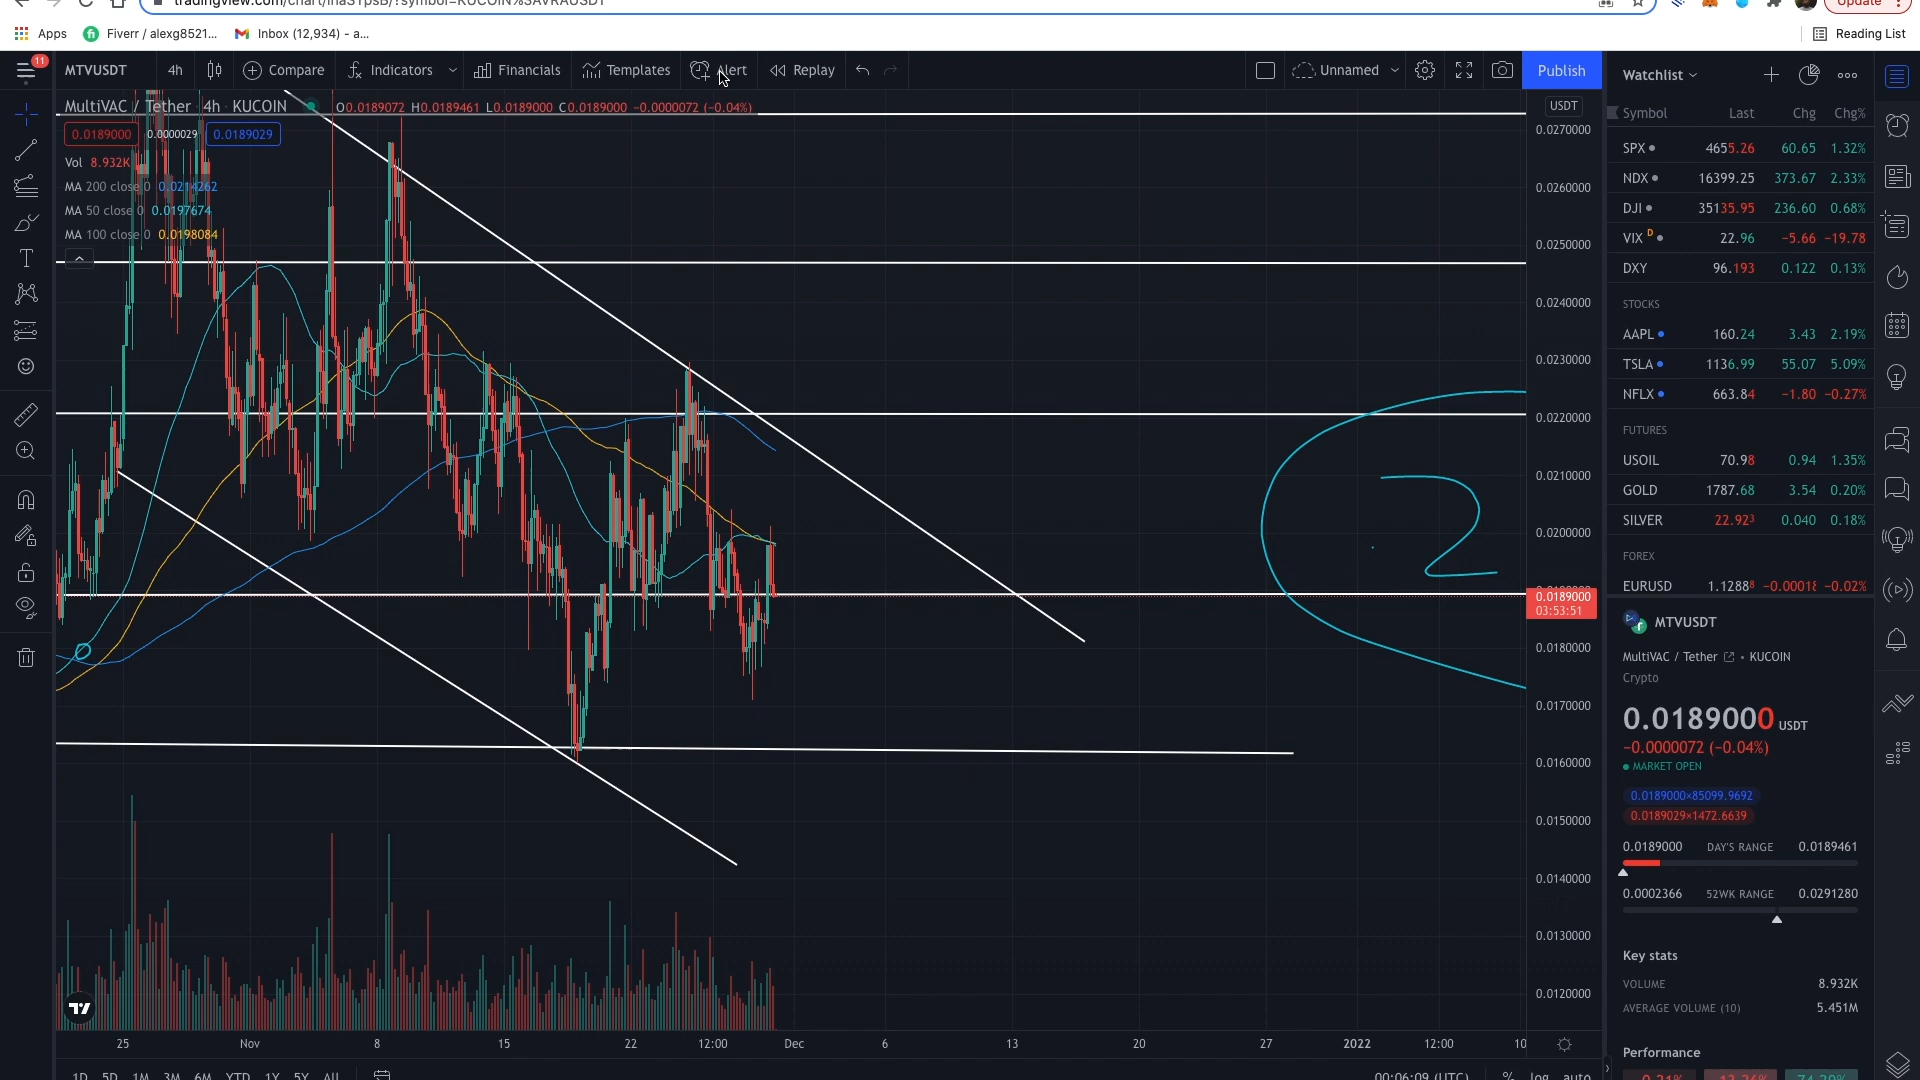 Update
Apps Fiverr / alexg8521... Inbox (12,934) - a... Reading List
11
MTVUSDT 4h Compare Indicators Financials Templates Alert Replay Unnamed Publish
MultiVAC / Tether 4h KUCOIN O0.0189072 H0.0189461 L0.0189000 C0.0189000 −0.0000072 (−0.04%)
0.0189000 0.0000029 0.0189029
Vol 8.932K
MA 200 close 0 0.0214262
MA 50 close 0 0.0197674
MA 100 close 0 0.0198084
USDT
0.0270000
0.0260000
0.0250000
0.0240000
0.0230000
0.0220000
0.0210000
0.0200000
0.0189000
03:53:51
0.0180000
0.0170000
0.0160000
0.0150000
0.0140000
0.0130000
0.0120000
2
25 Nov 8 15 22 12:00 Dec 6 13 20 27 2022 12:00 10
1D 5D 1M 3M 6M YTD 1Y 5Y All 00:06:09 (UTC) % log auto
Watchlist
Symbol Last Chg Chg%
SPX 4655.26 60.65 1.32%
NDX 16399.25 373.67 2.33%
DJI 35135.95 236.60 0.68%
VIX D 22.96 −5.66 −19.78
DXY 96.193 0.122 0.13%
STOCKS
AAPL 160.24 3.43 2.19%
TSLA 1136.99 55.07 5.09%
NFLX 663.84 −1.80 −0.27%
FUTURES
USOIL 70.98 0.94 1.35%
GOLD 1787.68 3.54 0.20%
SILVER 22.923 0.040 0.18%
FOREX
EURUSD 1.12888 −0.00018 −0.02%
MTVUSDT
MultiVAC / Tether • KUCOIN
Crypto
0.0189000 USDT
−0.0000072 (−0.04%)
MARKET OPEN
0.0189000×85099.9692
0.0189029×1472.6639
0.0189000 DAY'S RANGE 0.0189461
0.0002366 52WK RANGE 0.0291280
Key stats
VOLUME 8.932K
AVERAGE VOLUME (10) 5.451M
Performance